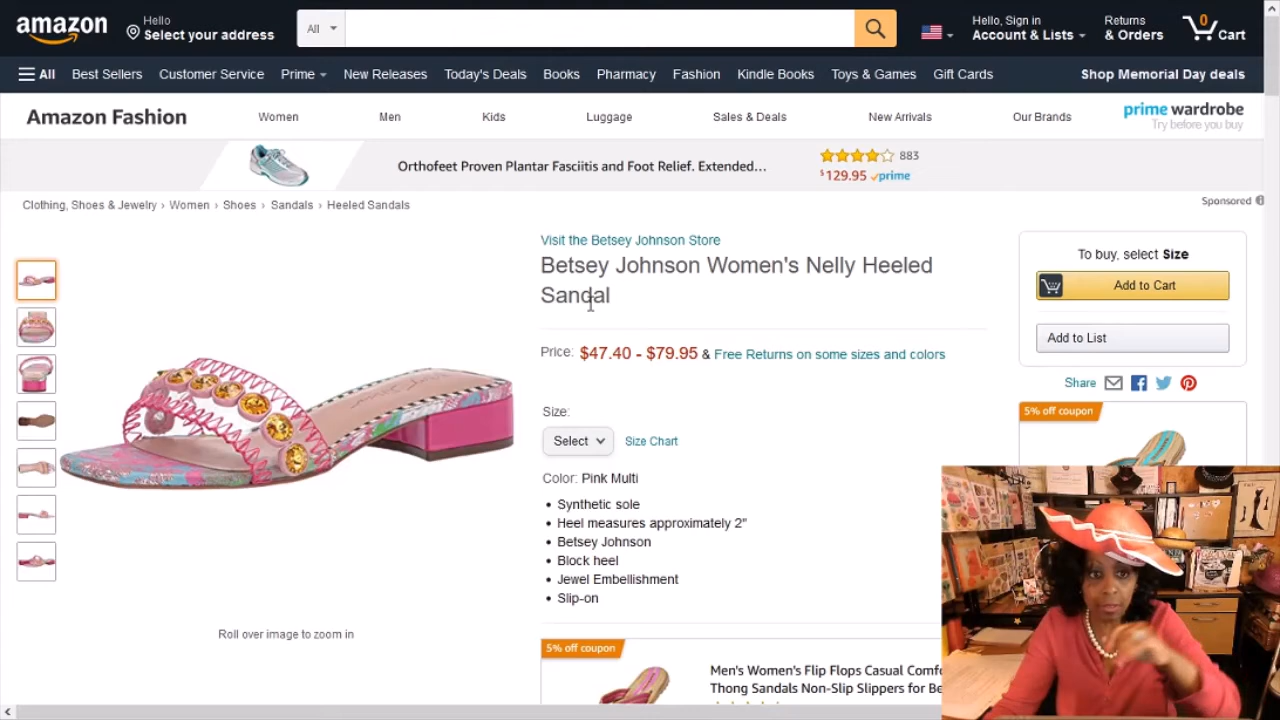 amazon
Hello
Select your address
All
Hello, Sign in
Account & Lists
Returns
& Orders
0
Cart
All
Best Sellers
Customer Service
Prime
New Releases
Today's Deals
Books
Pharmacy
Fashion
Kindle Books
Toys & Games
Gift Cards
Shop Memorial Day deals
Amazon Fashion
Women
Men
Kids
Luggage
Sales & Deals
New Arrivals
Our Brands
prime wardrobe
Try before you buy
Orthofeet Proven Plantar Fasciitis and Foot Relief. Extended…
883
$129.95 prime
Sponsored
Clothing, Shoes & Jewelry › Women › Shoes › Sandals › Heeled Sandals
Visit the Betsey Johnson Store
Betsey Johnson Women's Nelly Heeled
Sandal
Price: $47.40 - $79.95 & Free Returns on some sizes and colors
Size:
Select
Size Chart
Color: Pink Multi
• Synthetic sole
• Heel measures approximately 2"
• Betsey Johnson
• Block heel
• Jewel Embellishment
• Slip-on
Roll over image to zoom in
To buy, select Size
Add to Cart
Add to List
Share
5% off coupon
5% off coupon
Men's Women's Flip Flops Casual
Thong Sandals Non-Slip Slippers for